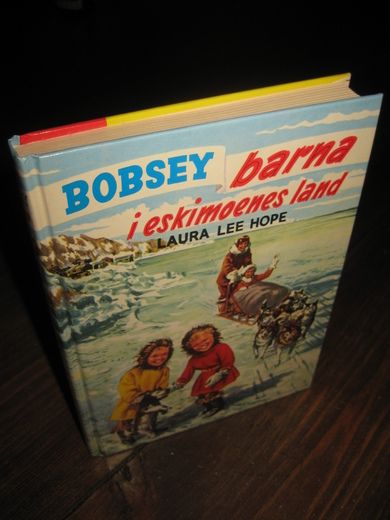 BOBSEY barna
i eskimoenes land
LAURA LEE HOPE